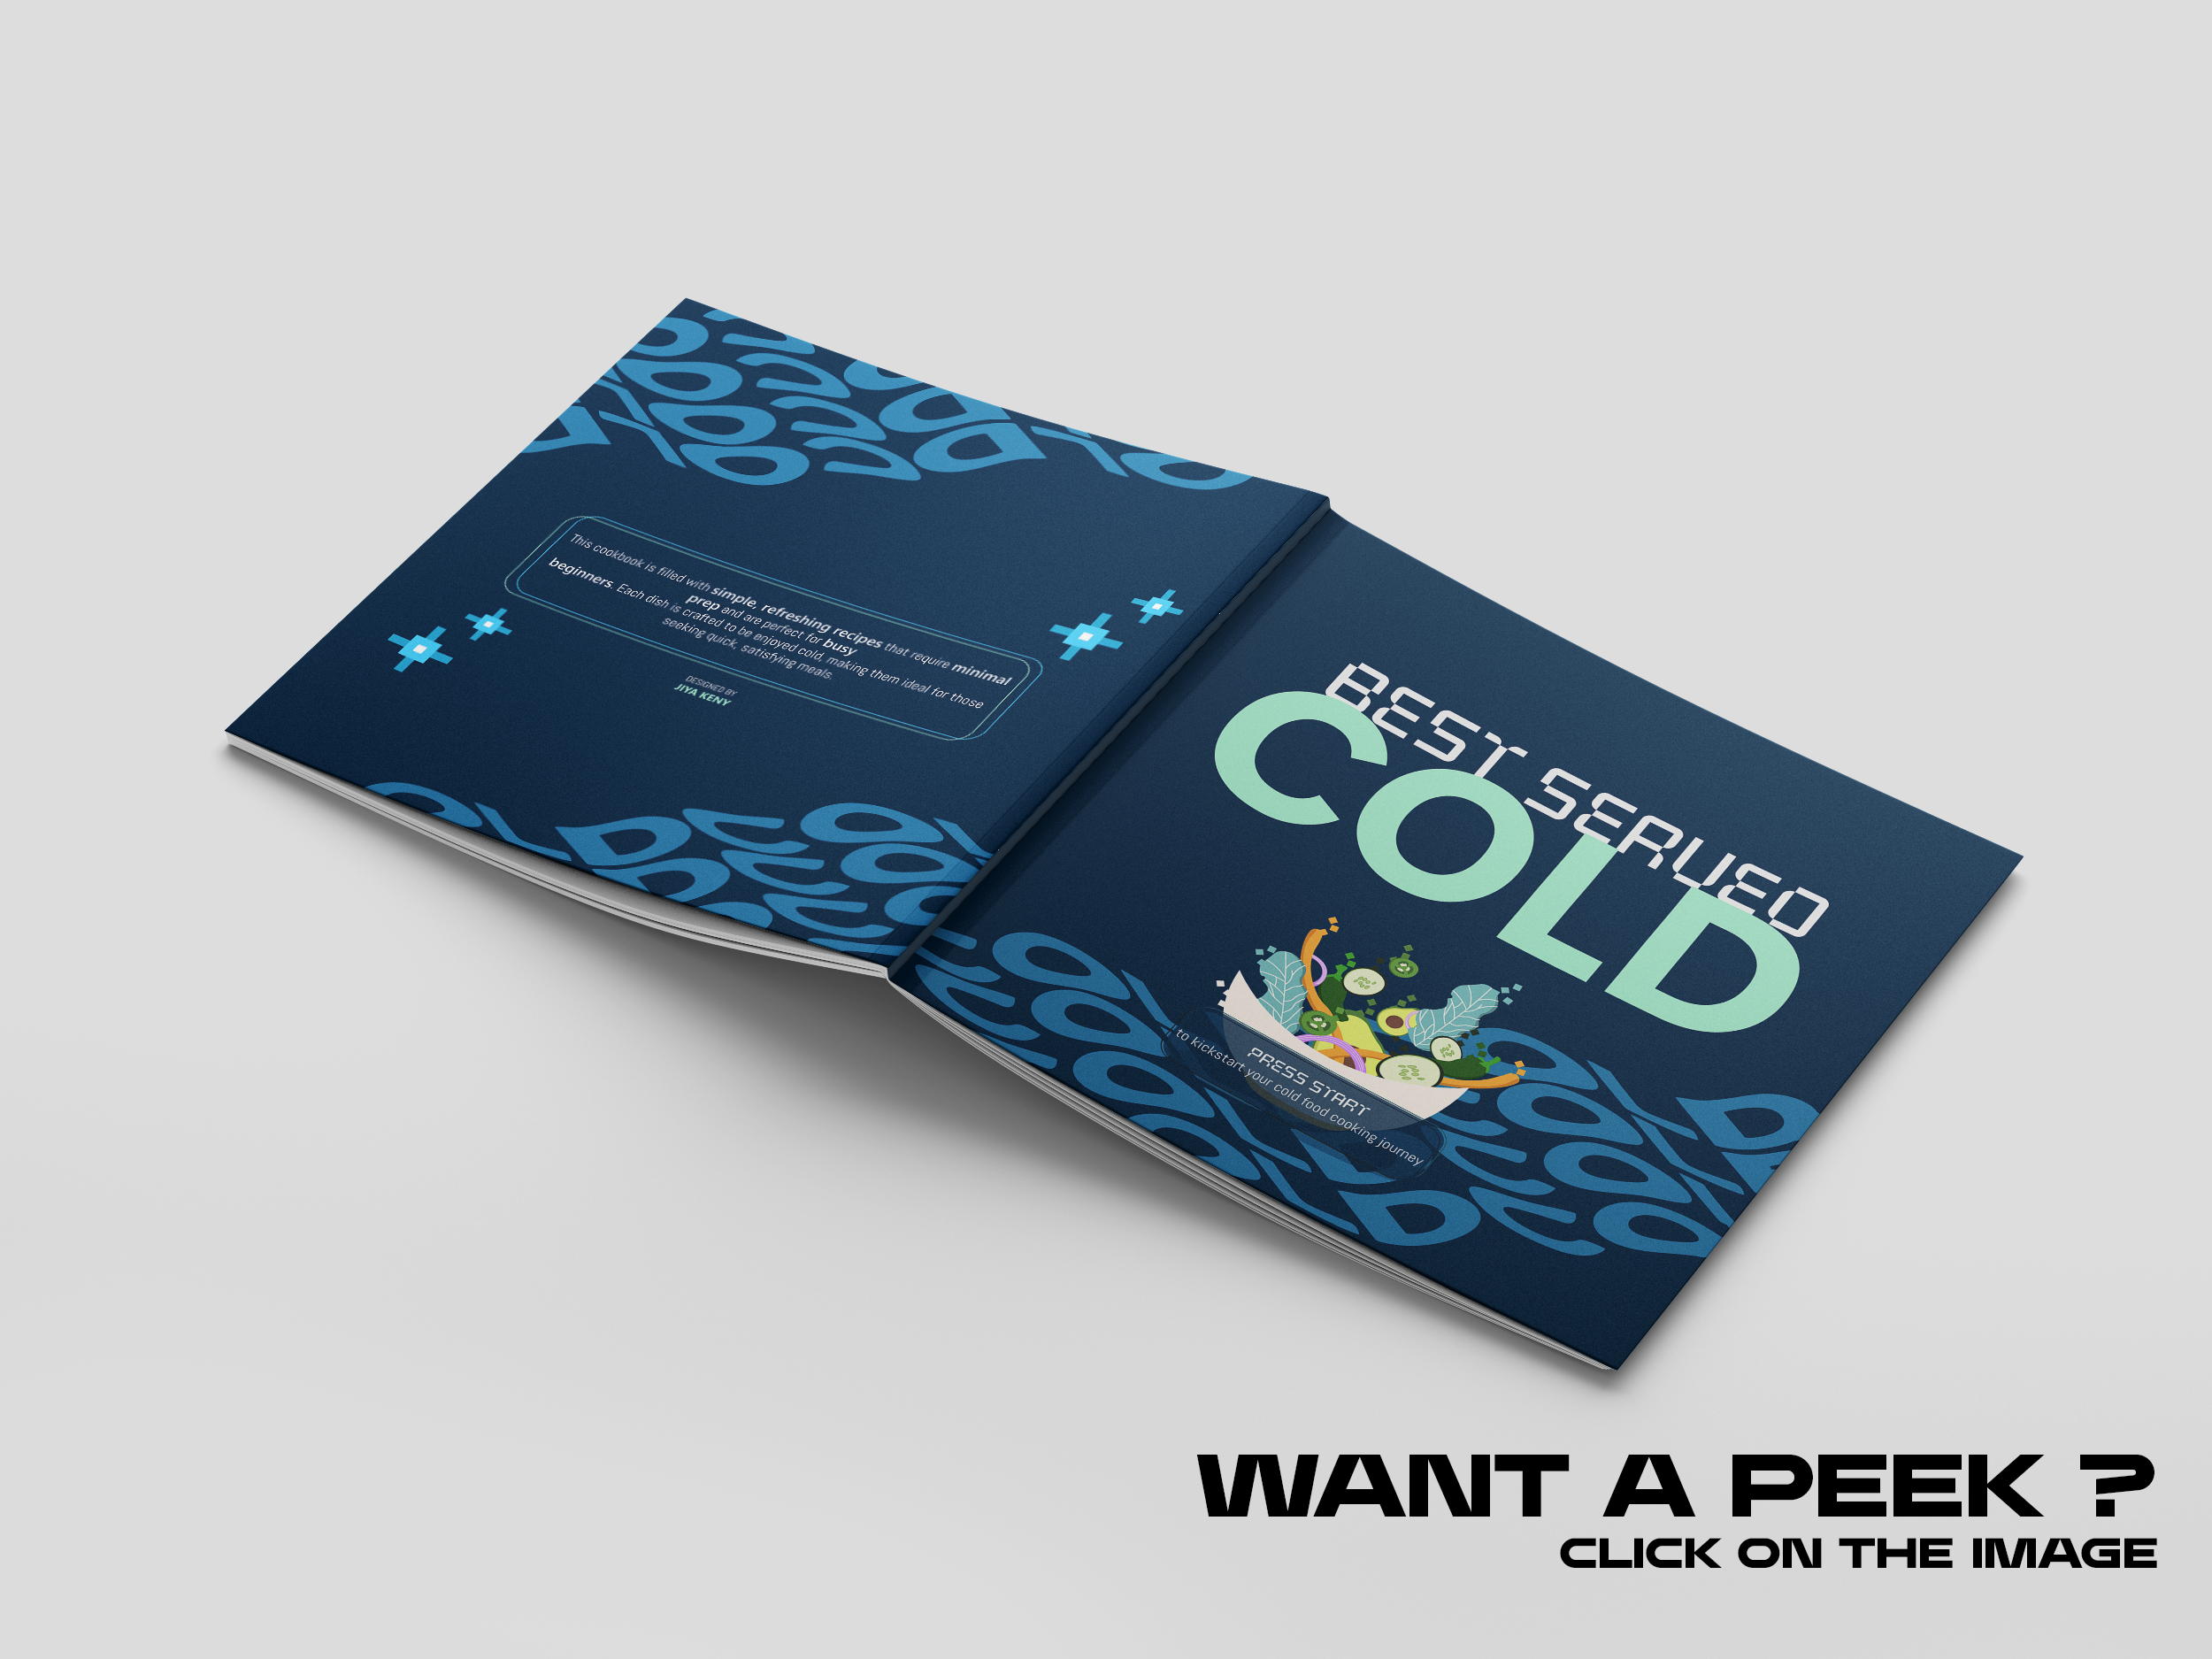 This cookbook is filled with simple, refreshing recipes that require minimal
prep and are perfect for busy
beginners. Each dish is crafted to be enjoyed cold, making them ideal for those
seeking quick, satisfying meals.
DESIGNED BY
JIYA KENY
BEST SERVED
COLD
PRESS START
to kickstart your cold food cooking journey
WANT A PEEK ?
CLICK ON THE IMAGE